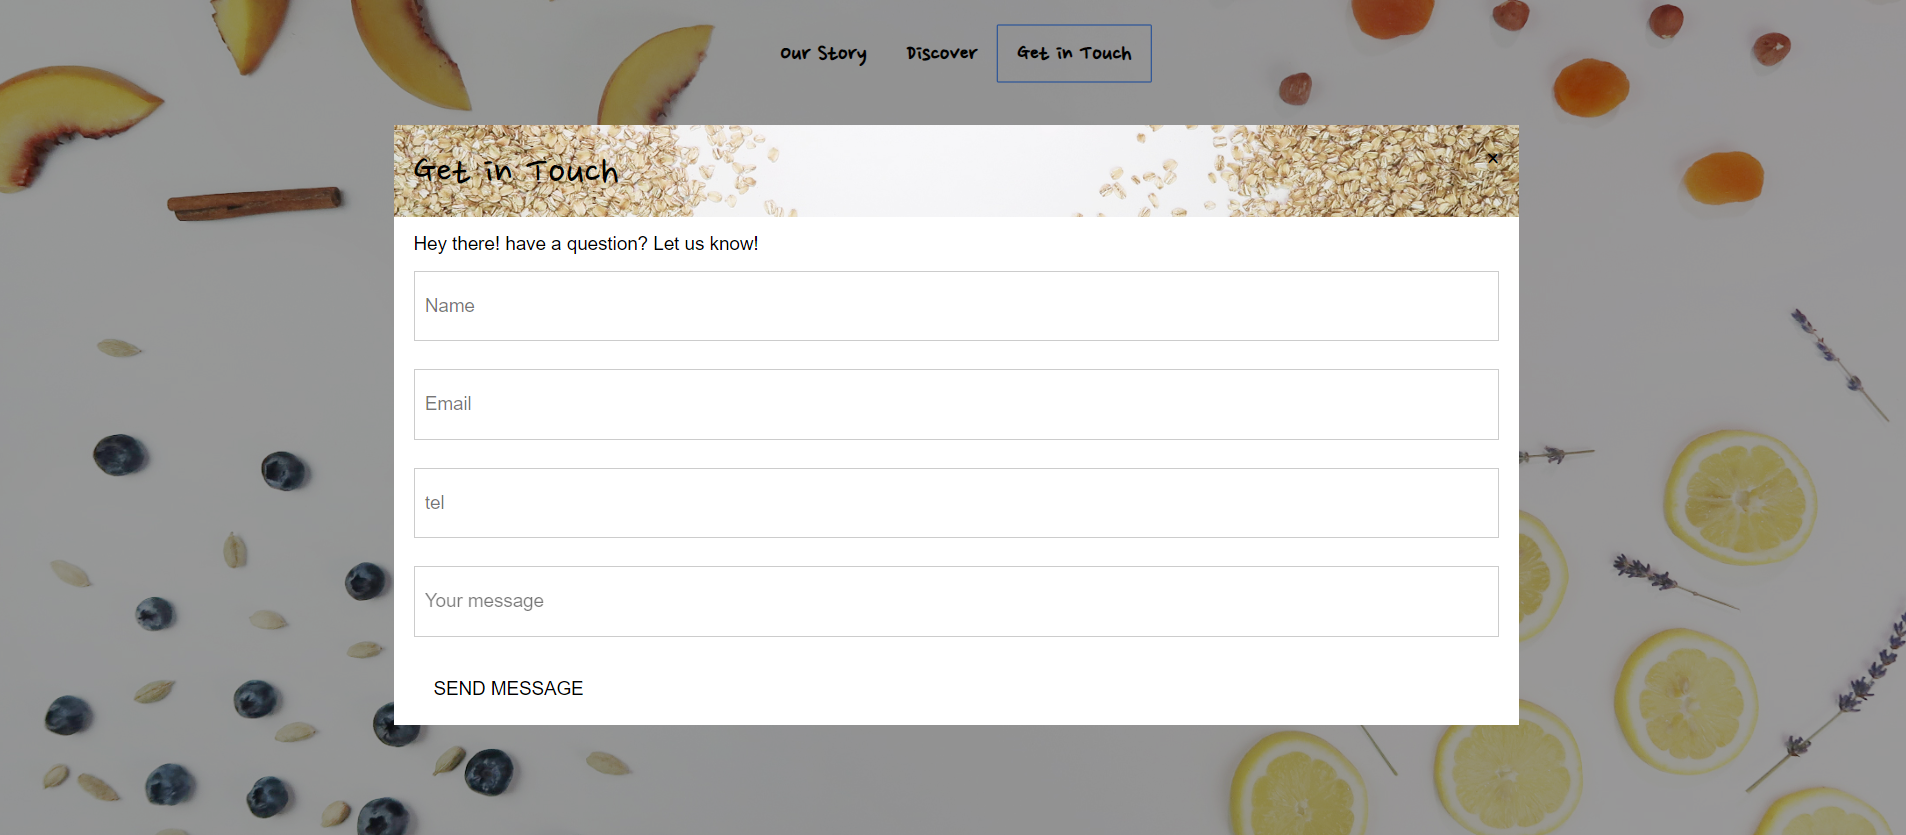 Our Story Discover Get in Touch
Get in Touch ×
Hey there! have a question? Let us know!
Name
Email
tel
Your message
SEND MESSAGE